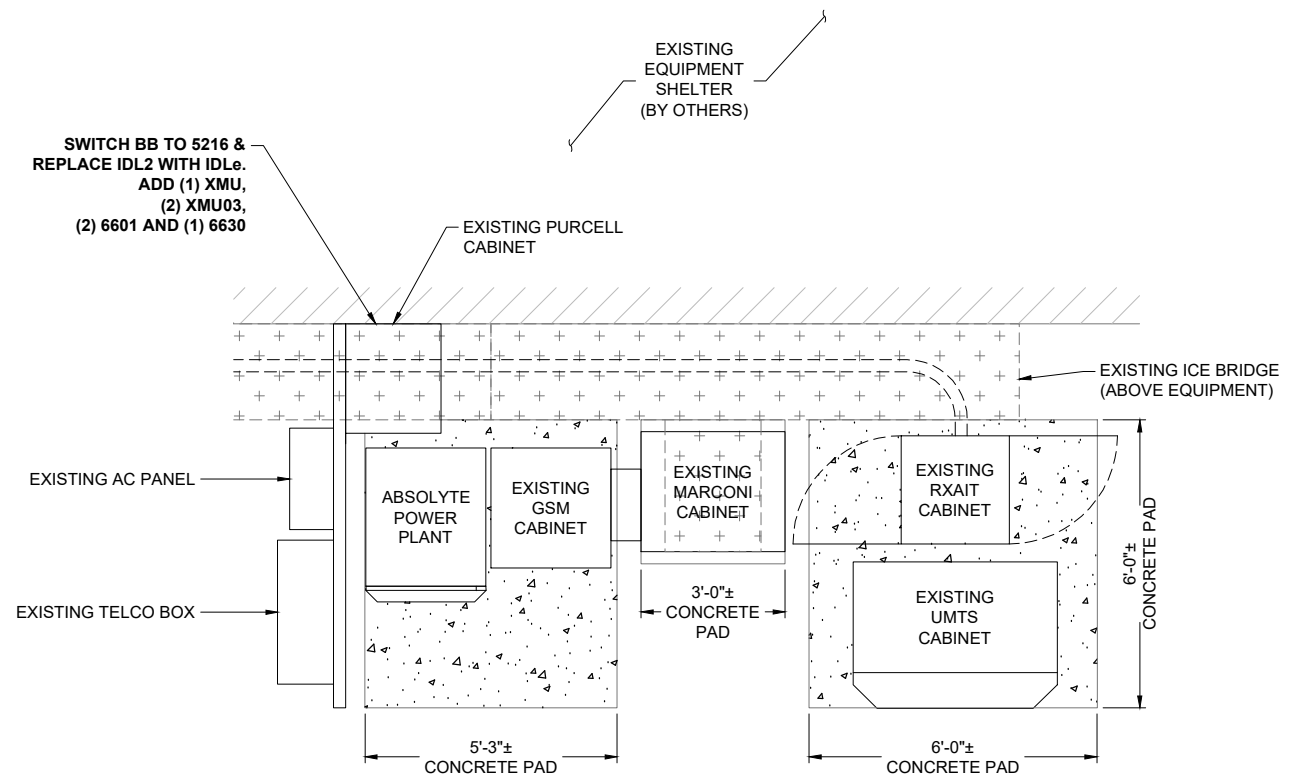 EXISTING
EQUIPMENT
SHELTER
(BY OTHERS)
SWITCH BB TO 5216 &
REPLACE IDL2 WITH IDLe.
ADD (1) XMU,
(2) XMU03,
(2) 6601 AND (1) 6630
EXISTING PURCELL
CABINET
EXISTING ICE BRIDGE
(ABOVE EQUIPMENT)
EXISTING AC PANEL
ABSOLYTE
POWER
PLANT
EXISTING
GSM
CABINET
EXISTING
MARCONI
CABINET
EXISTING
RXAIT
CABINET
6'-0"±
CONCRETE PAD
EXISTING TELCO BOX
3'-0"±
CONCRETE
PAD
EXISTING
UMTS
CABINET
5'-3"±
CONCRETE PAD
6'-0"±
CONCRETE PAD